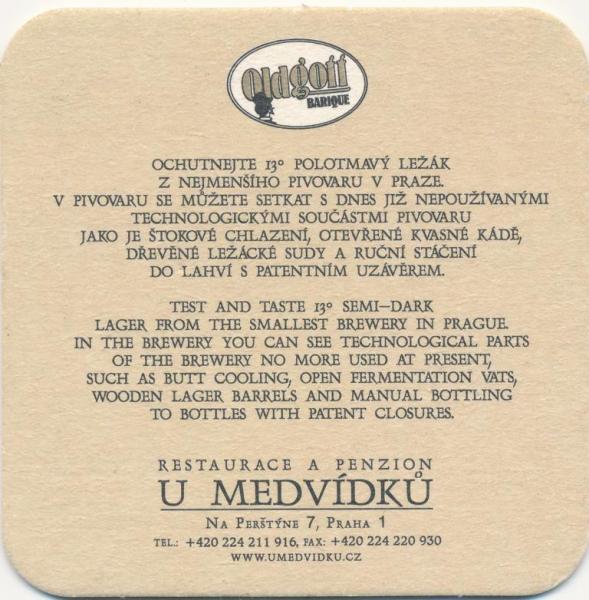 Oldgott
BARIQUE
OCHUTNEJTE 13° POLOTMAVÝ LEŽÁK
Z NEJMENŠÍHO PIVOVARU V PRAZE.
V PIVOVARU SE MŮŽETE SETKAT S DNES JIŽ NEPOUŽÍVANÝMI
TECHNOLOGICKÝMI SOUČÁSTMI PIVOVARU
JAKO JE ŠTOKOVÉ CHLAZENÍ, OTEVŘENÉ KVASNÉ KÁDĚ,
DŘEVĚNÉ LEŽÁCKÉ SUDY A RUČNÍ STÁČENÍ
DO LAHVÍ S PATENTNÍM UZÁVĚREM.
TEST AND TASTE 13° SEMI–DARK
LAGER FROM THE SMALLEST BREWERY IN PRAGUE.
IN THE BREWERY YOU CAN SEE TECHNOLOGICAL PARTS
OF THE BREWERY NO MORE USED AT PRESENT,
SUCH AS BUTT COOLING, OPEN FERMENTATION VATS,
WOODEN LAGER BARRELS AND MANUAL BOTTLING
TO BOTTLES WITH PATENT CLOSURES.
RESTAURACE A PENZION
U MEDVÍDKŮ
NA PERŠTÝNE 7, PRAHA 1
TEL.: +420 224 211 916, FAX: +420 224 220 930
WWW.UMEDVIDKU.CZ